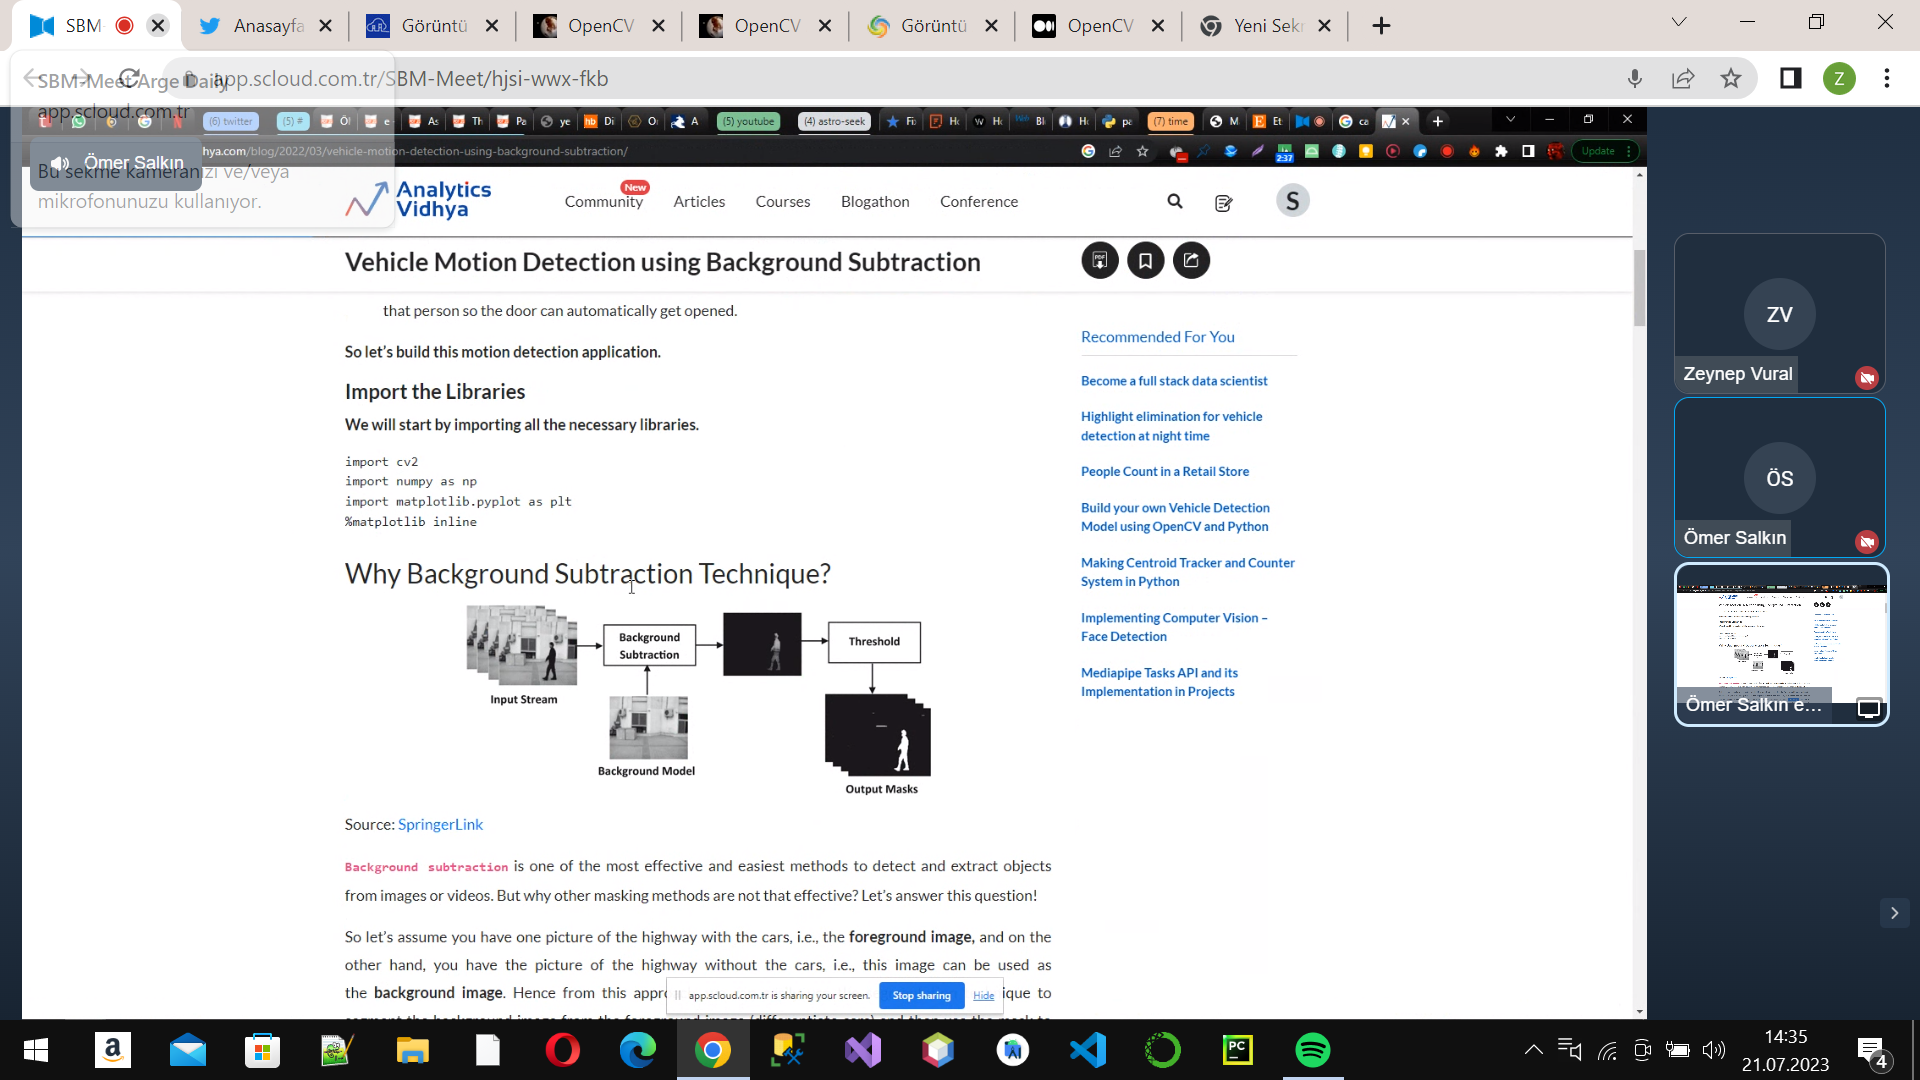 SBM-
Anasayfa
Görüntü
OpenCV
OpenCV
Görüntü
OpenCV
Yeni Sek
app.scloud.com.tr/SBM-Meet/hjsi-wwx-fkb
Z
SBM-Meet Arge Daily
app.scloud.com.tr
Bu sekme kameranızı ve/veya
mikrofonunuzu kullanıyor.
Ömer Salkın
(6) twitter
(5) #
(5) youtube
(4) astro-seek
(7) time
hya.com/blog/2022/03/vehicle-motion-detection-using-background-subtraction/
2:37
Update
Analytics
Vidhya
Community
New
Articles
Courses
Blogathon
Conference
S
Vehicle Motion Detection using Background Subtraction
PDF
that person so the door can automatically get opened.
So let's build this motion detection application.
Import the Libraries
We will start by importing all the necessary libraries.
import cv2
import numpy as np
import matplotlib.pyplot as plt
%matplotlib inline
Why Background Subtraction Technique?
Background
Subtraction
Threshold
Input Stream
Background Model
Output Masks
Source: SpringerLink
Background subtraction is one of the most effective and easiest methods to detect and extract objects
from images or videos. But why other masking methods are not that effective? Let's answer this question!
So let's assume you have one picture of the highway with the cars, i.e., the foreground image, and on the
other hand, you have the picture of the highway without the cars, i.e., this image can be used as
the background image. Hence from this appro
ique to
Recommended For You
Become a full stack data scientist
Highlight elimination for vehicle
detection at night time
People Count in a Retail Store
Build your own Vehicle Detection
Model using OpenCV and Python
Making Centroid Tracker and Counter
System in Python
Implementing Computer Vision –
Face Detection
Mediapipe Tasks API and its
Implementation in Projects
app.scloud.com.tr is sharing your screen.
Stop sharing
Hide
ZV
Zeynep Vural
ÖS
Ömer Salkın
Ömer Salkın e...
14:35
21.07.2023
4